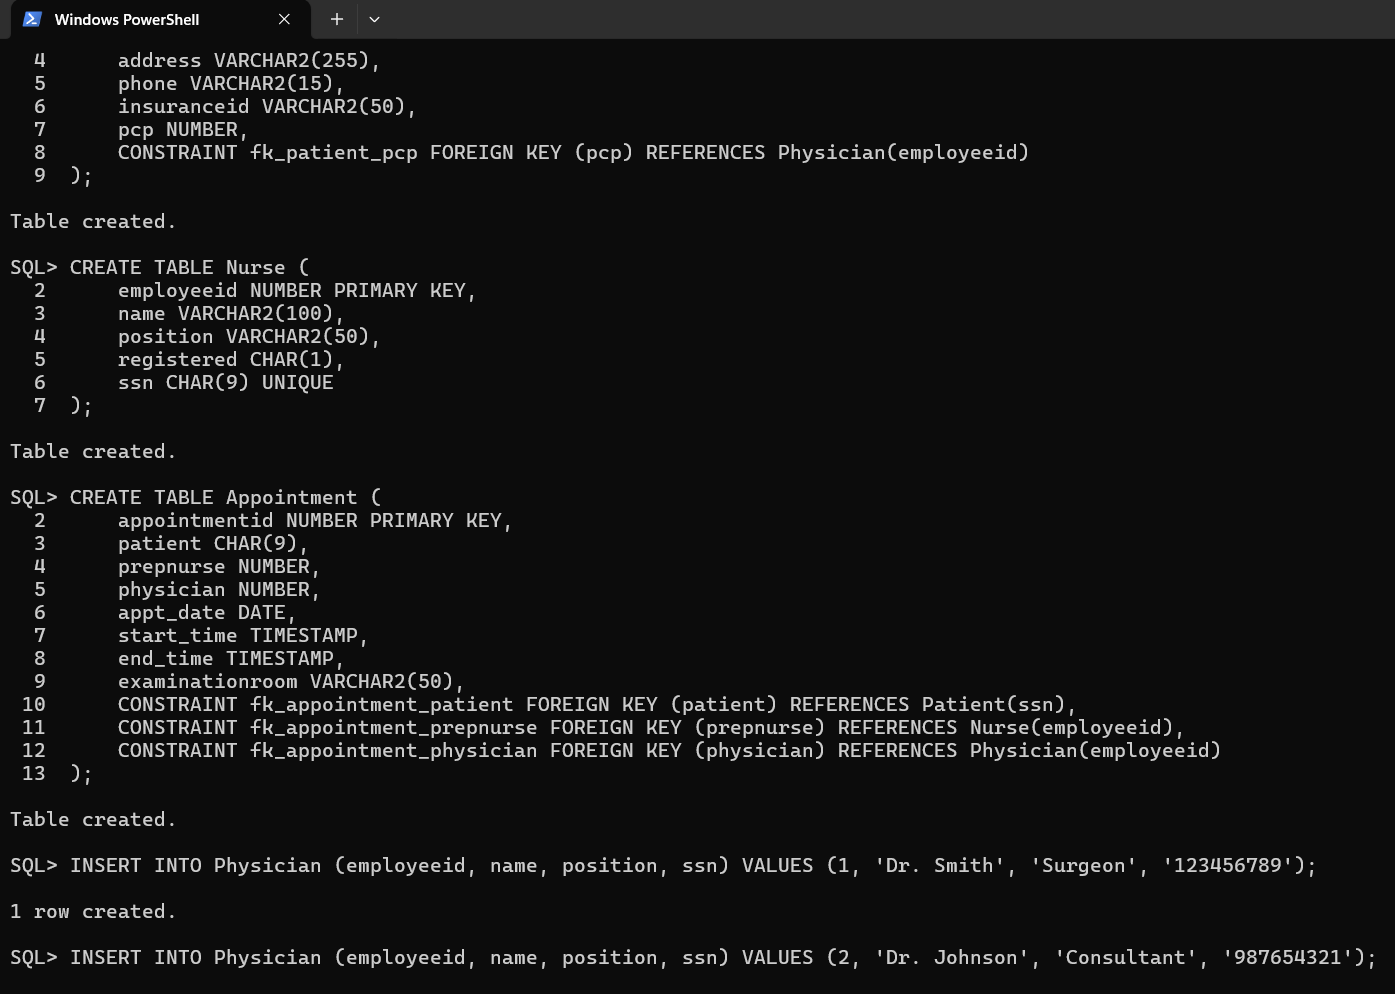 Windows PowerShell
4 address VARCHAR2(255),
5 phone VARCHAR2(15),
6 insuranceid VARCHAR2(50),
7 pcp NUMBER,
8 CONSTRAINT fk_patient_pcp FOREIGN KEY (pcp) REFERENCES Physician(employeeid)
9 );
Table created.
SQL> CREATE TABLE Nurse (
2 employeeid NUMBER PRIMARY KEY,
3 name VARCHAR2(100),
4 position VARCHAR2(50),
5 registered CHAR(1),
6 ssn CHAR(9) UNIQUE
7 );
Table created.
SQL> CREATE TABLE Appointment (
2 appointmentid NUMBER PRIMARY KEY,
3 patient CHAR(9),
4 prepnurse NUMBER,
5 physician NUMBER,
6 appt_date DATE,
7 start_time TIMESTAMP,
8 end_time TIMESTAMP,
9 examinationroom VARCHAR2(50),
10 CONSTRAINT fk_appointment_patient FOREIGN KEY (patient) REFERENCES Patient(ssn),
11 CONSTRAINT fk_appointment_prepnurse FOREIGN KEY (prepnurse) REFERENCES Nurse(employeeid),
12 CONSTRAINT fk_appointment_physician FOREIGN KEY (physician) REFERENCES Physician(employeeid)
13 );
Table created.
SQL> INSERT INTO Physician (employeeid, name, position, ssn) VALUES (1, 'Dr. Smith', 'Surgeon', '123456789');
1 row created.
SQL> INSERT INTO Physician (employeeid, name, position, ssn) VALUES (2, 'Dr. Johnson', 'Consultant', '987654321');